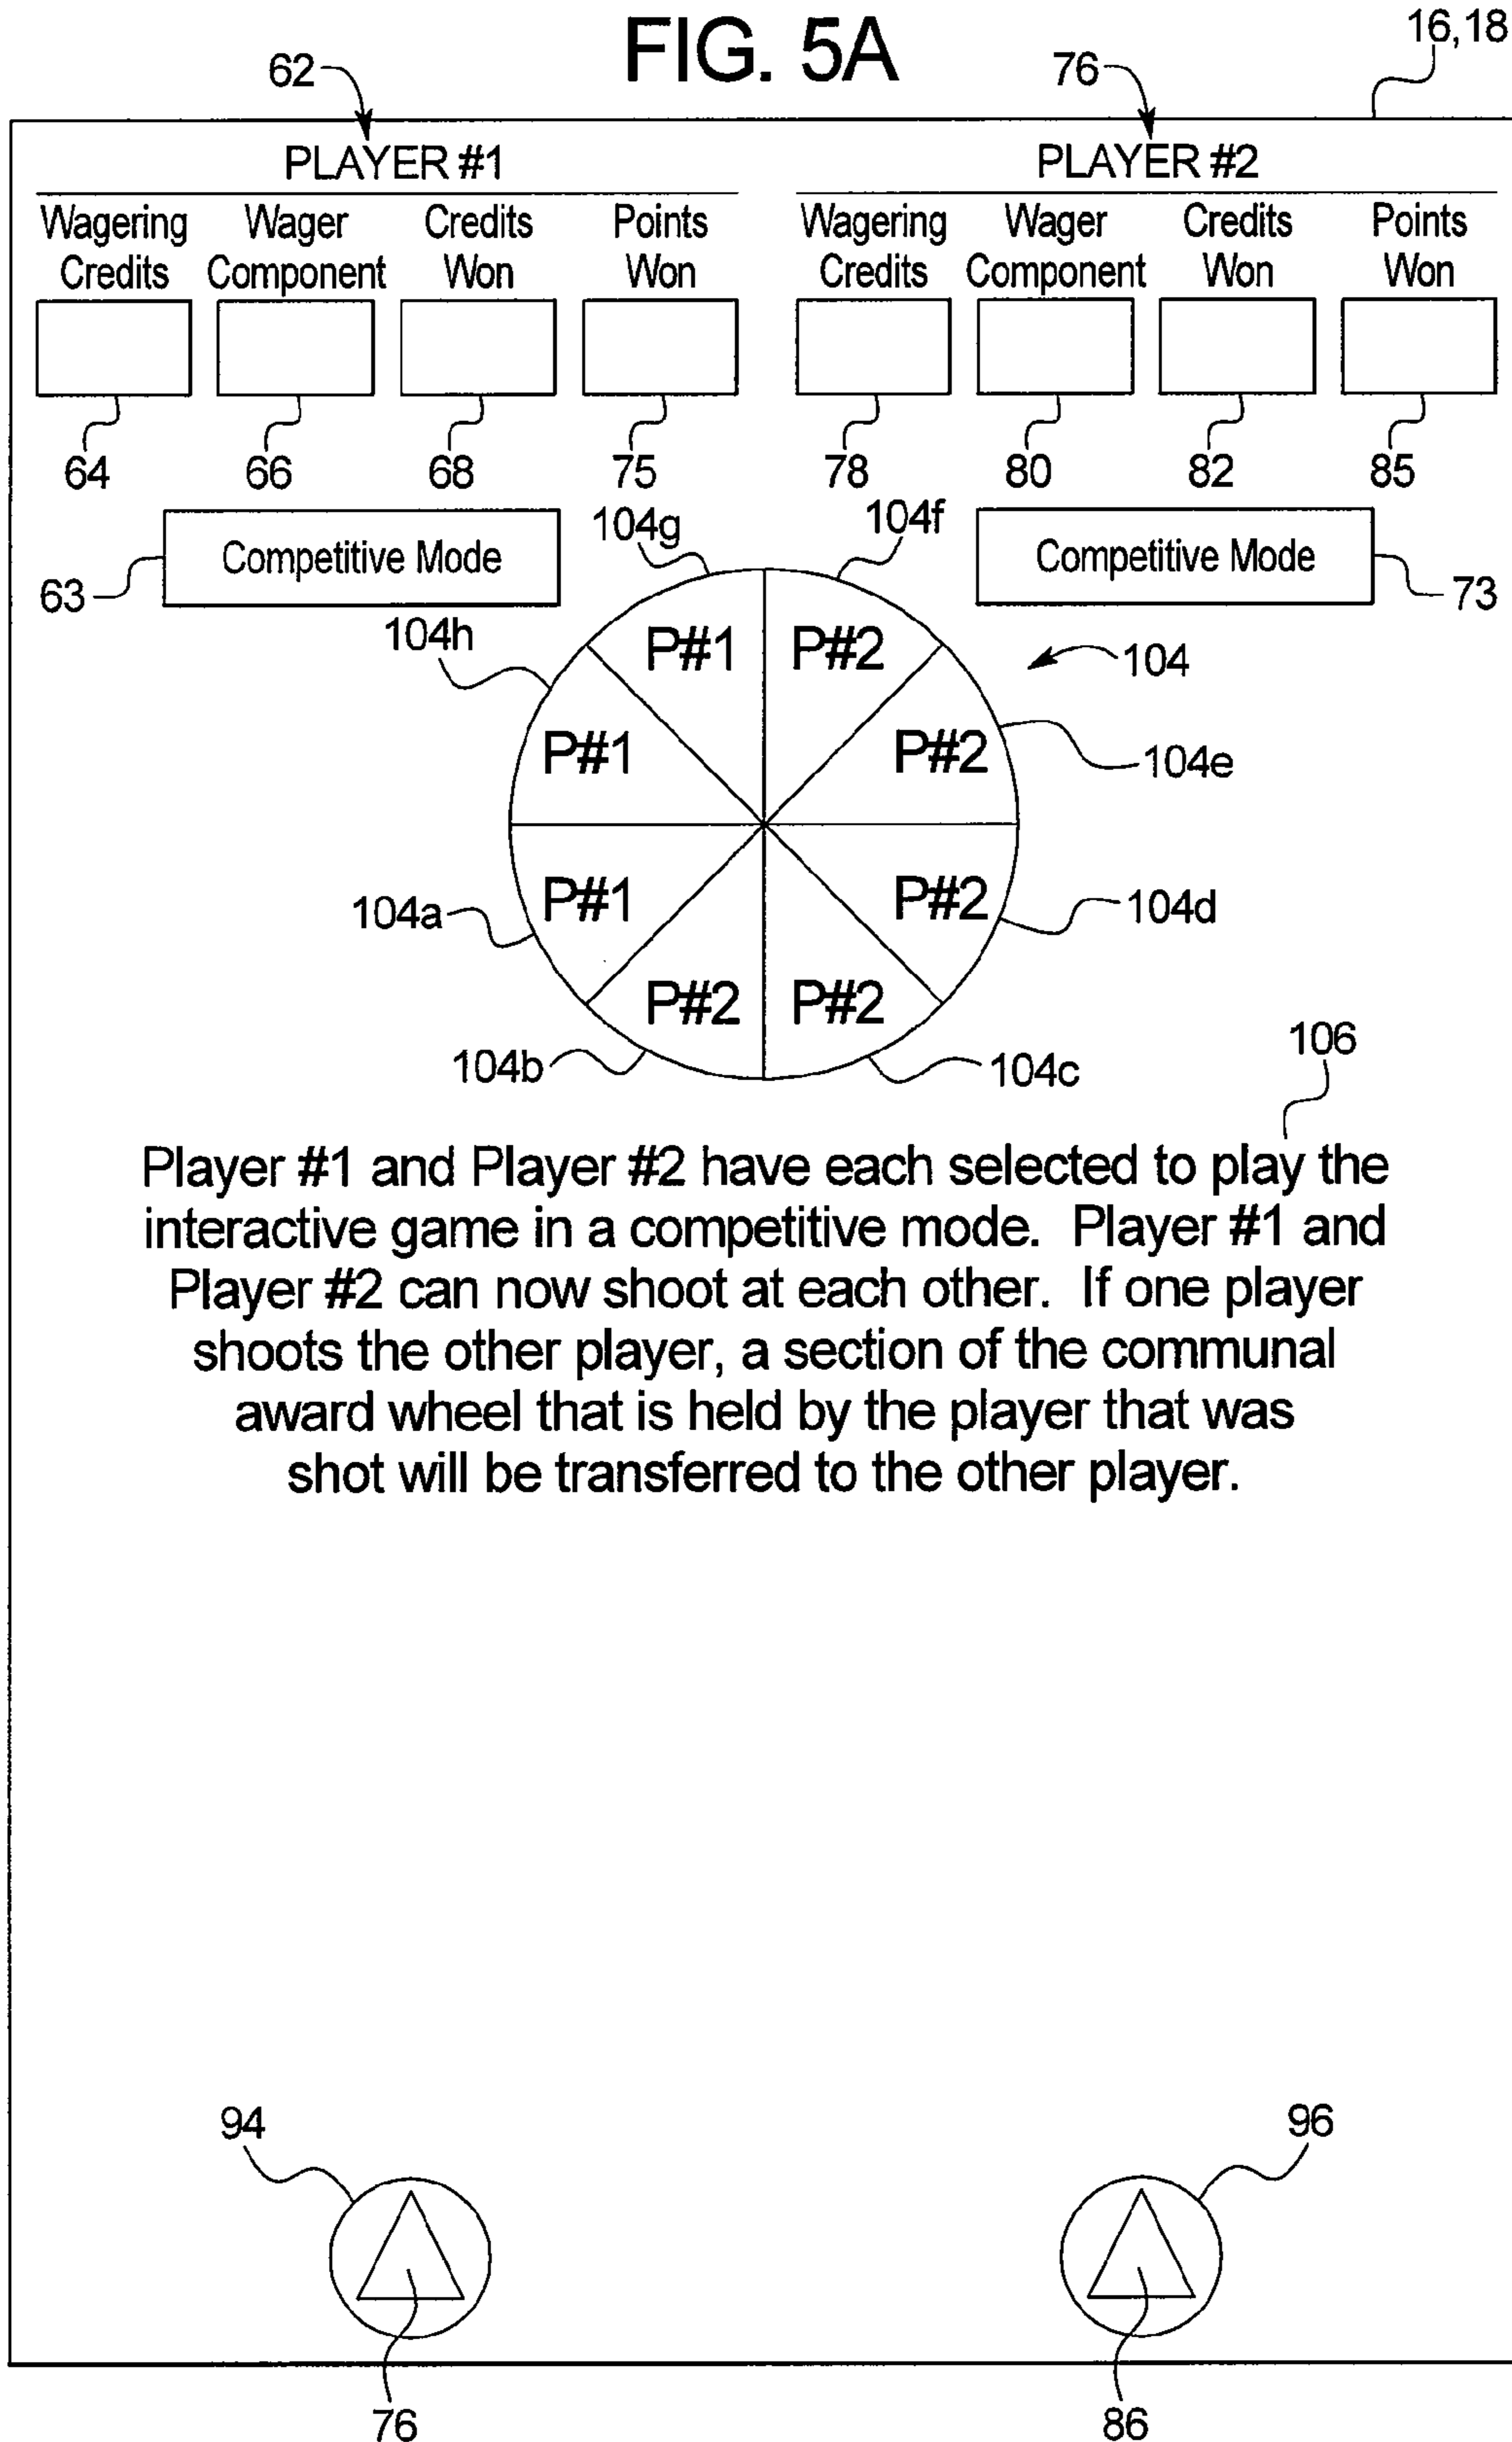 FIG. 5A
16,18
62
76
PLAYER #1
PLAYER #2
Wagering Credits
Wager Component
Credits Won
Points Won
Wagering Credits
Wager Component
Credits Won
Points Won
64
66
68
75
78
80
82
85
Competitive Mode
Competitive Mode
63
73
104g
104f
104h
104
104e
P#1
P#2
P#1
P#2
P#1
P#2
P#2
P#2
104a
104d
104b
104c
106
Player #1 and Player #2 have each selected to play the
interactive game in a competitive mode. Player #1 and
Player #2 can now shoot at each other. If one player
shoots the other player, a section of the communal
award wheel that is held by the player that was
shot will be transferred to the other player.
94
96
76
86